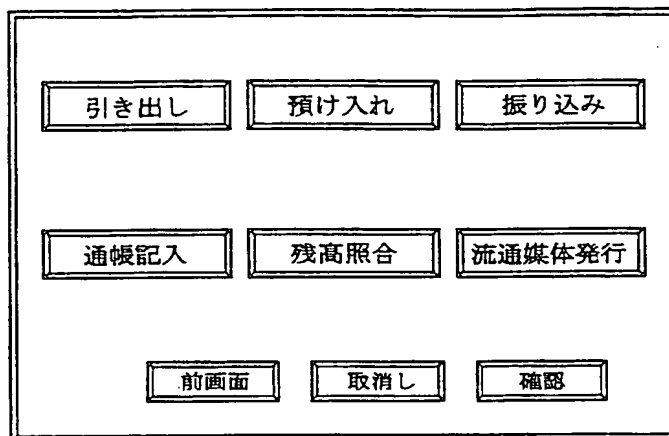 引き出し 預け入れ 振り込み
通帳記入 残高照合 流通媒体発行
前画面 取消し 確認